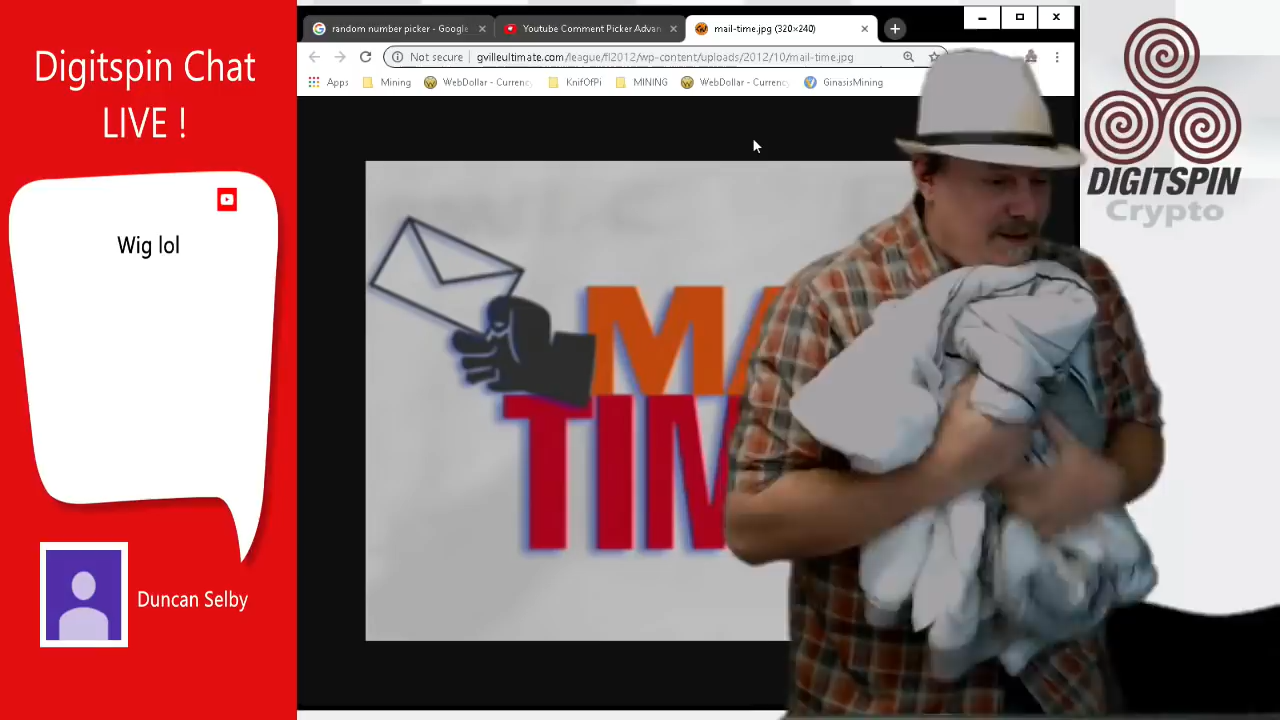 Digitspin Chat
LIVE !
Wig lol
Duncan Selby
random number picker - Google
Youtube Comment Picker Advan
mail-time.jpg (320×240)
Not secure
gvilleultimate.com/league/fl2012/wp-content/uploads/2012/10/mail-time.jpg
Apps
Mining
WebDollar - Currency
KnifOfPi
MINING
WebDollar - Currency
GinasisMining
MA
TIM
DIGITSPIN
Crypto